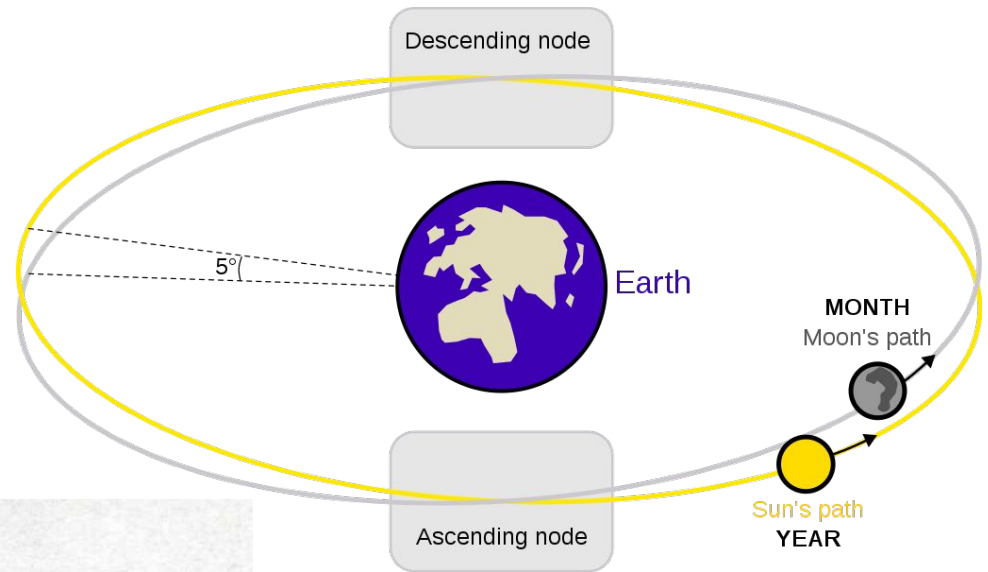 Descending node
5°
Earth
MONTH
Moon's path
Sun's path
YEAR
Ascending node